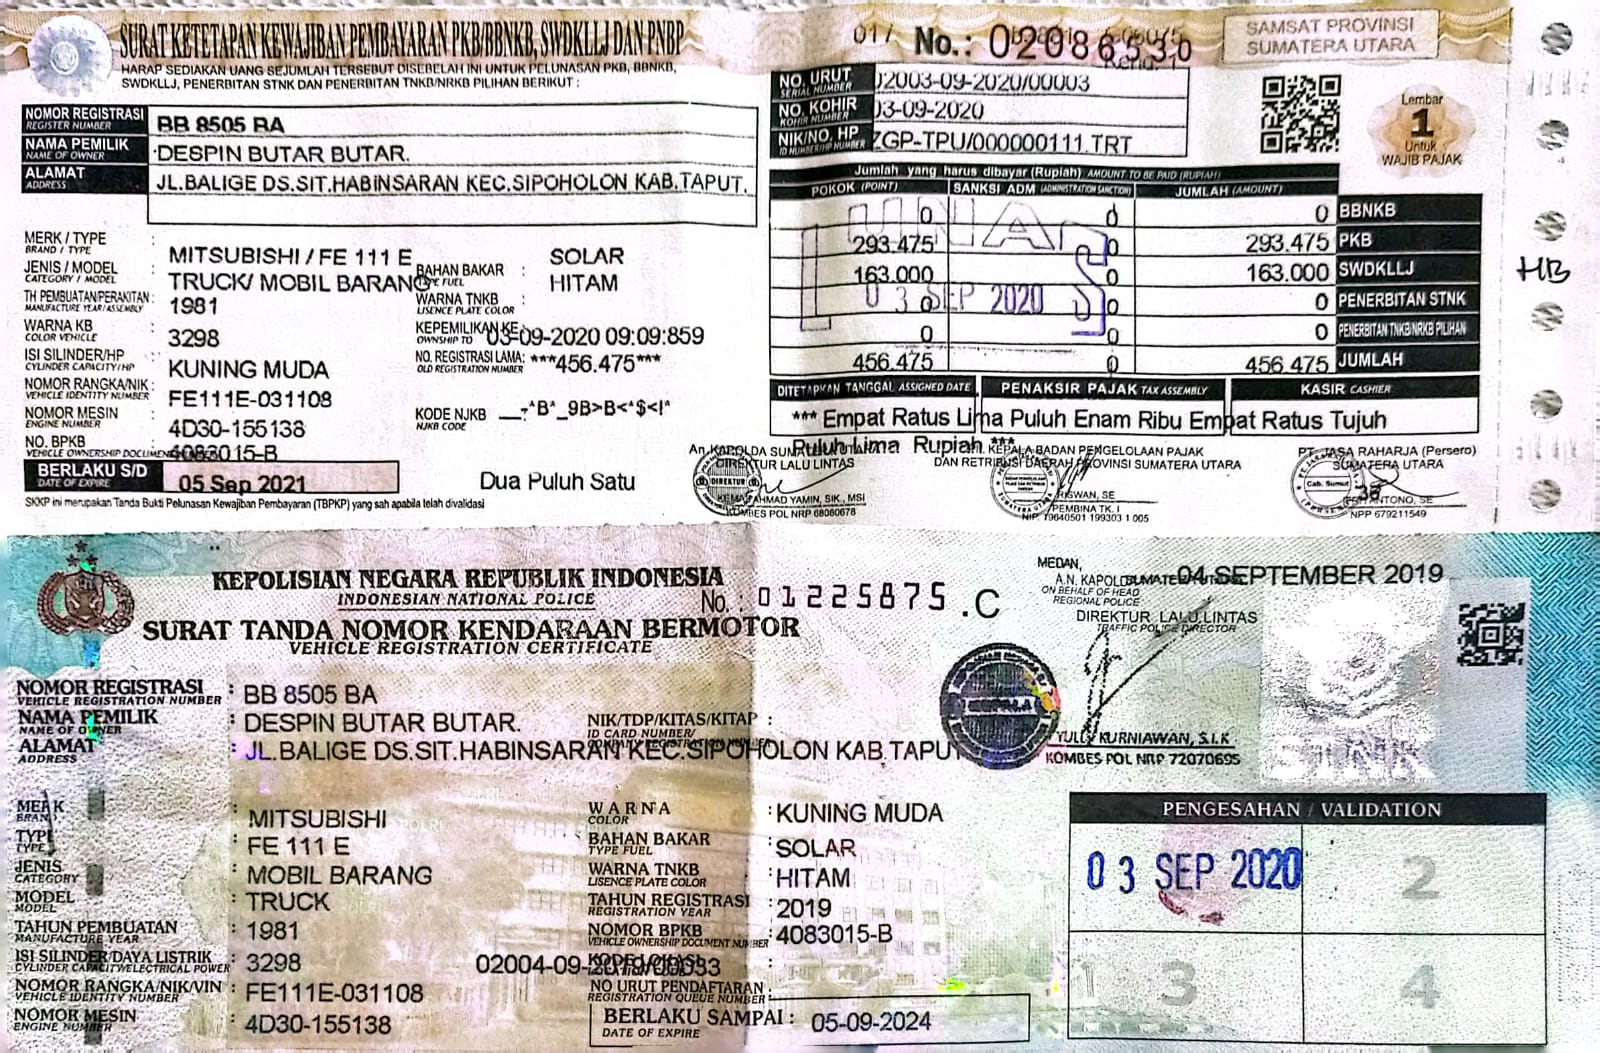 SURAT KETETAPAN KEWAJIBAN PEMBAYARAN PKB/BBNKB, SWDKLLJ DAN PNBP
HARAP SEDIAKAN UANG SEJUMLAH TERSEBUT DISEBELAH INI UNTUK PELUNASAN PKB, BBNKB,
SWDKLLJ, PENERBITAN STNK DAN PENERBITAN TNKB/NRKB PILIHAN BERIKUT :
017 No.: 02086530
SAMSAT PROVINSI
SUMATERA UTARA
NO. URUT SERIAL NUMBER 02003-09-2020/00003
NO. KOHIR KOHIR NUMBER 03-09-2020
NIK/NO. HP ID NUMBER/HP NUMBER ZGP-TPU/000000111.TRT
Lembar
1
Untuk
WAJIB PAJAK
NOMOR REGISTRASI REGISTER NUMBER BB 8505 BA
NAMA PEMILIK NAME OF OWNER DESPIN BUTAR BUTAR.
ALAMAT ADDRESS JL.BALIGE DS.SIT.HABINSARAN KEC.SIPOHOLON KAB.TAPUT.
MERK / TYPE BRAND / TYPE : MITSUBISHI / FE 111 E
JENIS / MODEL CATEGORY / MODEL : TRUCK/ MOBIL BARANG
TH PEMBUATAN/PERAKITAN MANUFACTURE YEAR/ASSEMBLY : 1981
WARNA KB COLOR VEHICLE : 3298
ISI SILINDER/HP CYLINDER CAPACITY/HP : KUNING MUDA
NOMOR RANGKA/NIK VEHICLE IDENTITY NUMBER : FE111E-031108
NOMOR MESIN ENGINE NUMBER : 4D30-155138
NO. BPKB VEHICLE OWNERSHIP DOCUMENT 4083015-B
BERLAKU S/D DATE OF EXPIRE 05 Sep 2021
SKKP ini merupakan Tanda Bukti Pelunasan Kewajiban Pembayaran (TBPKP) yang sah apabila telah divalidasi
SOLAR
BAHAN BAKAR TYPE FUEL : HITAM
WARNA TNKB LISENCE PLATE COLOR :
KEPEMILIKAN KE OWNSHIP TO 03-09-2020 09:09:859
NO. REGISTRASI LAMA OLD REGISTRATION NUMBER : ***456.475***
KODE NJKB NJKB CODE
Dua Puluh Satu
Jumlah yang harus dibayar (Rupiah) AMOUNT TO BE PAID (RUPIAH)
POKOK (POINT) SANKSI ADM (ADMINISTRATION SANCTION) JUMLAH (AMOUNT)
0 0 0 BBNKB
293.475 0 293.475 PKB
163.000 0 163.000 SWDKLLJ
0 0 0 PENERBITAN STNK
0 0 0 PENERBITAN TNKB/NRKB PILIHAN
456.475 0 456.475 JUMLAH
LUNAS
03 SEP 2020
HB
DITETAPKAN TANGGAL ASSIGNED DATE PENAKSIR PAJAK TAX ASSEMBLY KASIR CASHIER
*** Empat Ratus Lima Puluh Enam Ribu Empat Ratus Tujuh
Puluh Lima Rupiah ***
DIREKTUR LALU LINTAS
KOMBES POL NRP 68080678
KEPALA BADAN PENGELOLAAN PAJAK
DAN RETRIBUSI DAERAH PROVINSI SUMATERA UTARA
RISWAN, SE
PEMBINA TK. I
NIP. 19640501 199303 1 005
PT. JASA RAHARJA (Persero)
SUMATERA UTARA
Cab. Sumut
NPP 679211549
KEPOLISIAN NEGARA REPUBLIK INDONESIA
INDONESIAN NATIONAL POLICE
No. : 01225875 .C
SURAT TANDA NOMOR KENDARAAN BERMOTOR
VEHICLE REGISTRATION CERTIFICATE
MEDAN, 04 SEPTEMBER 2019
A.N. KAPOLDA SUMATERA UTARA
ON BEHALF OF HEAD
REGIONAL POLICE
DIREKTUR LALU LINTAS
TRAFFIC POLICE DIRECTOR
KURNIAWAN, S.I.K
KOMBES POL NRP 72070695
STNK
NOMOR REGISTRASI VEHICLE REGISTRATION NUMBER : BB 8505 BA
NAMA PEMILIK NAME OF OWNER : DESPIN BUTAR BUTAR.
NIK/TDP/KITAS/KITAP : ID CARD NUMBER/
ALAMAT ADDRESS : JL.BALIGE DS.SIT.HABINSARAN KEC.SIPOHOLON KAB.TAPUT
MERK BRAND : MITSUBISHI
TYPE TYPE : FE 111 E
JENIS CATEGORY : MOBIL BARANG
MODEL MODEL : TRUCK
TAHUN PEMBUATAN MANUFACTURE YEAR : 1981
ISI SILINDER/DAYA LISTRIK CYLINDER CAPACITY/ELECTRICAL POWER : 3298
NOMOR RANGKA/NIK/VIN VEHICLE IDENTITY NUMBER : FE111E-031108
NOMOR MESIN ENGINE NUMBER : 4D30-155138
WARNA COLOR : KUNING MUDA
BAHAN BAKAR TYPE FUEL : SOLAR
WARNA TNKB LISENCE PLATE COLOR : HITAM
TAHUN REGISTRASI REGISTRATION YEAR : 2019
NOMOR BPKB VEHICLE OWNERSHIP DOCUMENT NUMBER : 4083015-B
KODE LOKASI
02004-09-2019/00033
NO URUT PENDAFTARAN REGISTRATION QUEUE NUMBER
BERLAKU SAMPAI : DATE OF EXPIRE 05-09-2024
PENGESAHAN / VALIDATION
03 SEP 2020 2
3 4